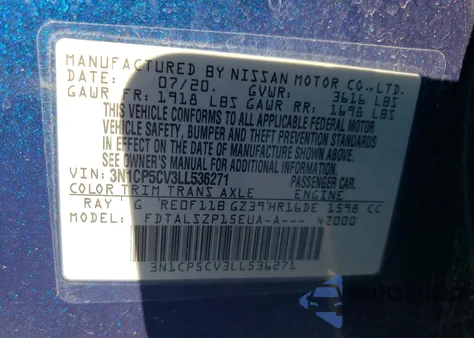 MANUFACTURED BY NISSAN MOTOR CO.,LTD.
DATE: 07/20. GVWR: 3616 LBS
GAWR FR: 1918 LBS GAWR RR: 1698 LBS
THIS VEHICLE CONFORMS TO ALL APPLICABLE FEDERAL MOTOR
VEHICLE SAFETY, BUMPER AND THEFT PREVENTION STANDARDS
IN EFFECT ON THE DATE OF MANUFACTURE SHOWN ABOVE.
SEE OWNER'S MANUAL FOR ADDITIONAL INFORMATION.
VIN: 3N1CP5CV3LL536271 PASSENGER CAR.
COLOR TRIM TRANS AXLE ENGINE
RAY G RE0F11B GZ39 HR16DE 1598 CC
MODEL: FDTALSZP15EUA-A--- 42000
3N1CP5CV3LL536271